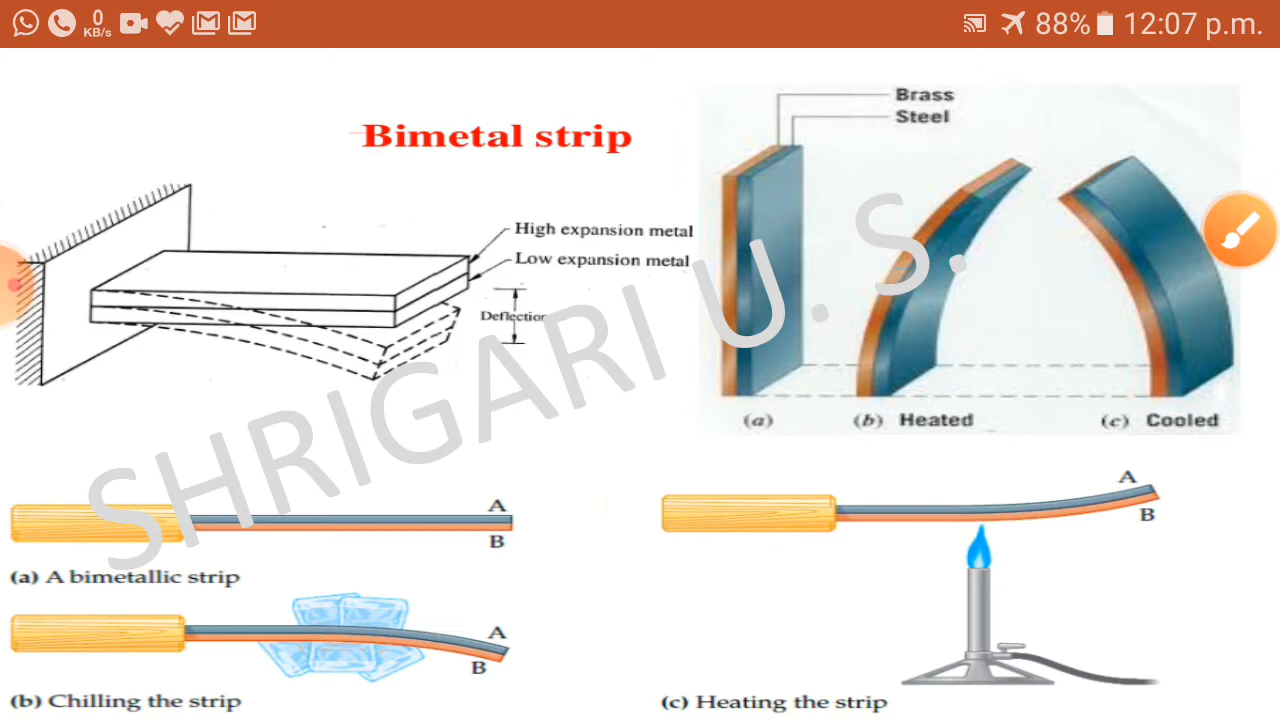 0
KB/s
88%
12:07 p.m.
Bimetal strip
High expansion metal
Low expansion metal
Deflection
Brass
Steel
(a)
(b) Heated
(c) Cooled
SHRIGARI U. S.
A
B
(a) A bimetallic strip
A
B
(b) Chilling the strip
A
B
(c) Heating the strip